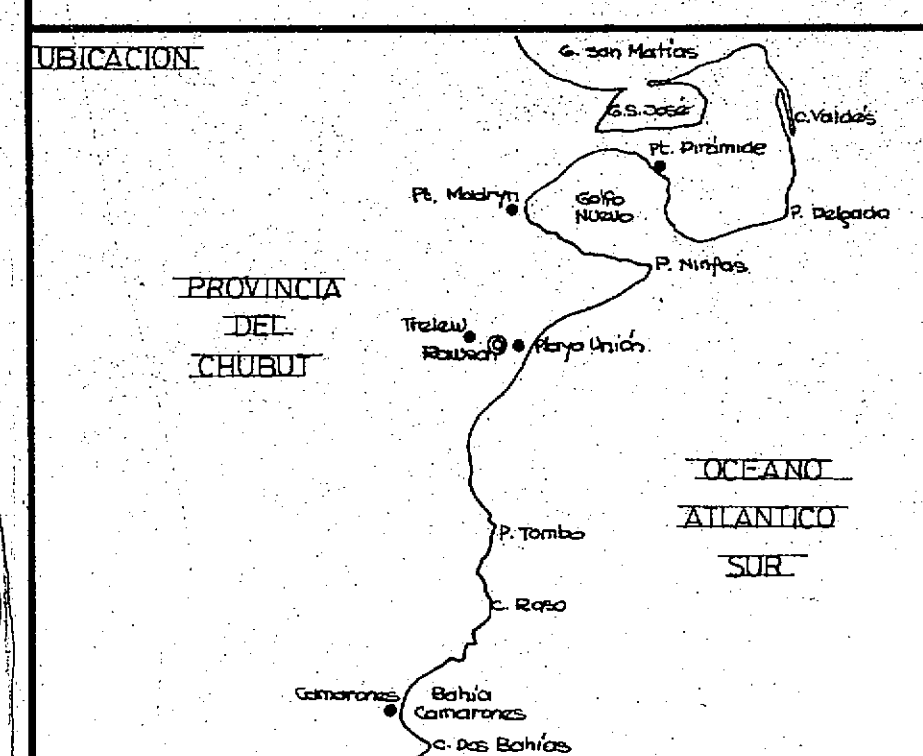 UBICACION
G. San Matías
G.S. José
C. Valdés
Pt. Pirámide
Pt. Madryn
Golfo
Nuevo
P. Delgada
P. Ninfas
PROVINCIA
DEL
CHUBUT
Trelew
Rawson
Playa Unión
OCEANO
ATLANTICO
SUR
P. Tombo
C. Raso
Camarones
Bahía
Camarones
C. Dos Bahías